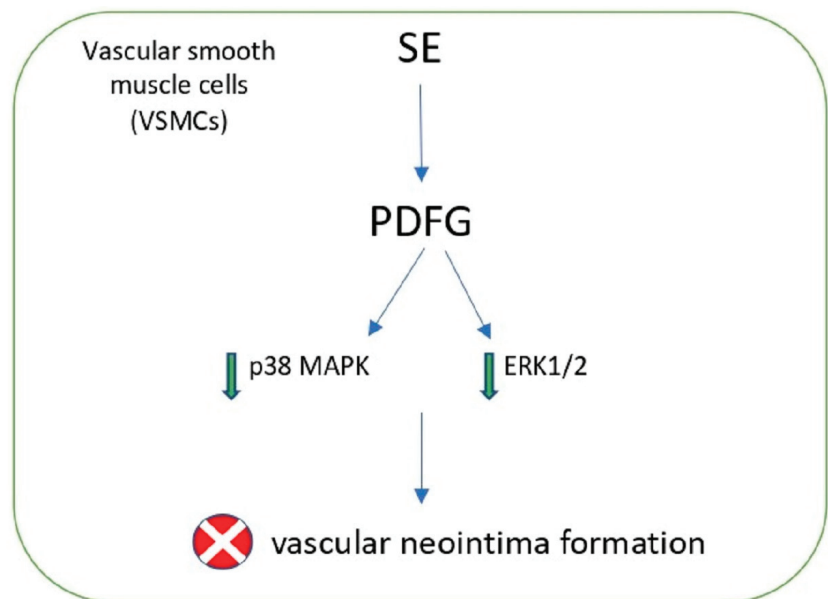 Vascular smooth
muscle cells
(VSMCs)
SE
PDFG
p38 MAPK
ERK1/2
vascular neointima formation